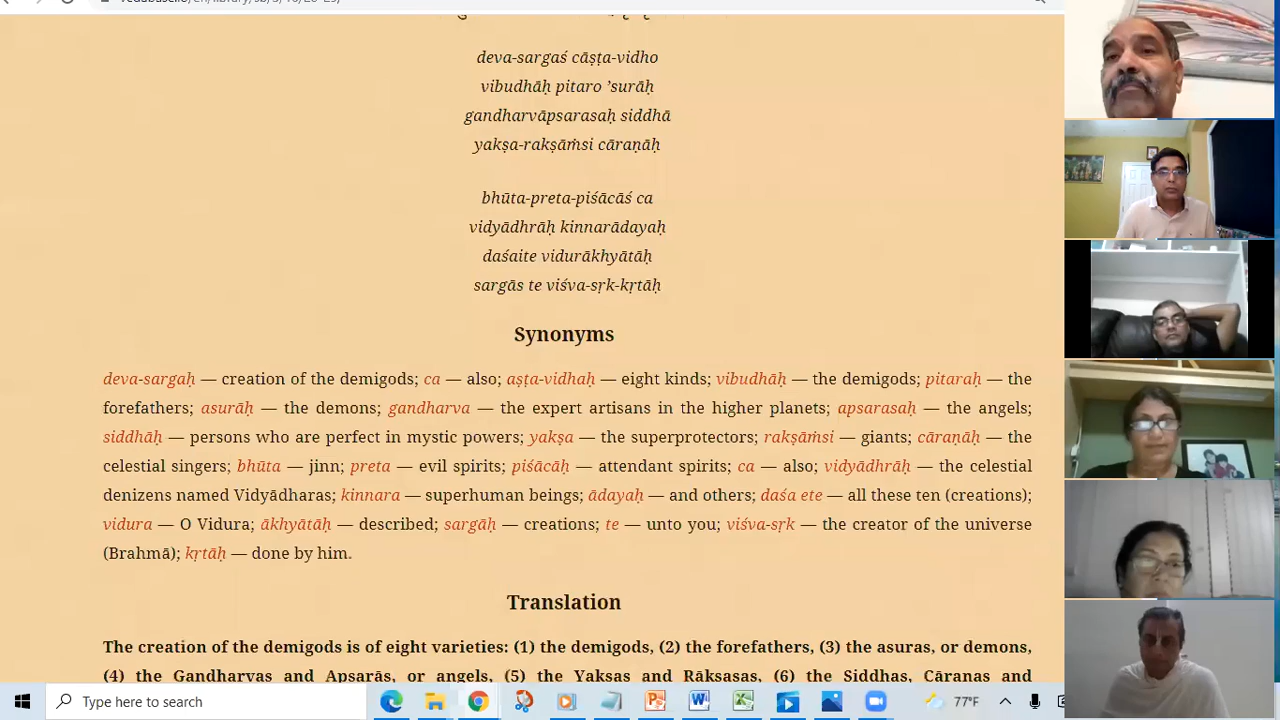 deva-sargaś cāṣṭa-vidho
vibudhāḥ pitaro ’surāḥ
gandharvāpsarasaḥ siddhā
yakṣa-rakṣāṁsi cāraṇāḥ
bhūta-preta-piśācāś ca
vidyādhrāḥ kinnarādayaḥ
daśaite vidurākhyātāḥ
sargās te viśva-sṛk-kṛtāḥ
Synonyms
deva-sargaḥ — creation of the demigods; ca — also; aṣṭa-vidhaḥ — eight kinds; vibudhāḥ — the demigods; pitaraḥ — the
forefathers; asurāḥ — the demons; gandharva — the expert artisans in the higher planets; apsarasaḥ — the angels;
siddhāḥ — persons who are perfect in mystic powers; yakṣa — the superprotectors; rakṣāṁsi — giants; cāraṇāḥ — the
celestial singers; bhūta — jinn; preta — evil spirits; piśācāḥ — attendant spirits; ca — also; vidyādhrāḥ — the celestial
denizens named Vidyādharas; kinnara — superhuman beings; ādayaḥ — and others; daśa ete — all these ten (creations);
vidura — O Vidura; ākhyātāḥ — described; sargāḥ — creations; te — unto you; viśva-sṛk — the creator of the universe
(Brahmā); kṛtāḥ — done by him.
Translation
The creation of the demigods is of eight varieties: (1) the demigods, (2) the forefathers, (3) the asuras, or demons,
(4) the Gandharvas and Apsarās, or angels, (5) the Yakṣas and Rākṣasas, (6) the Siddhas, Cāraṇas and
Type here to search
77°F